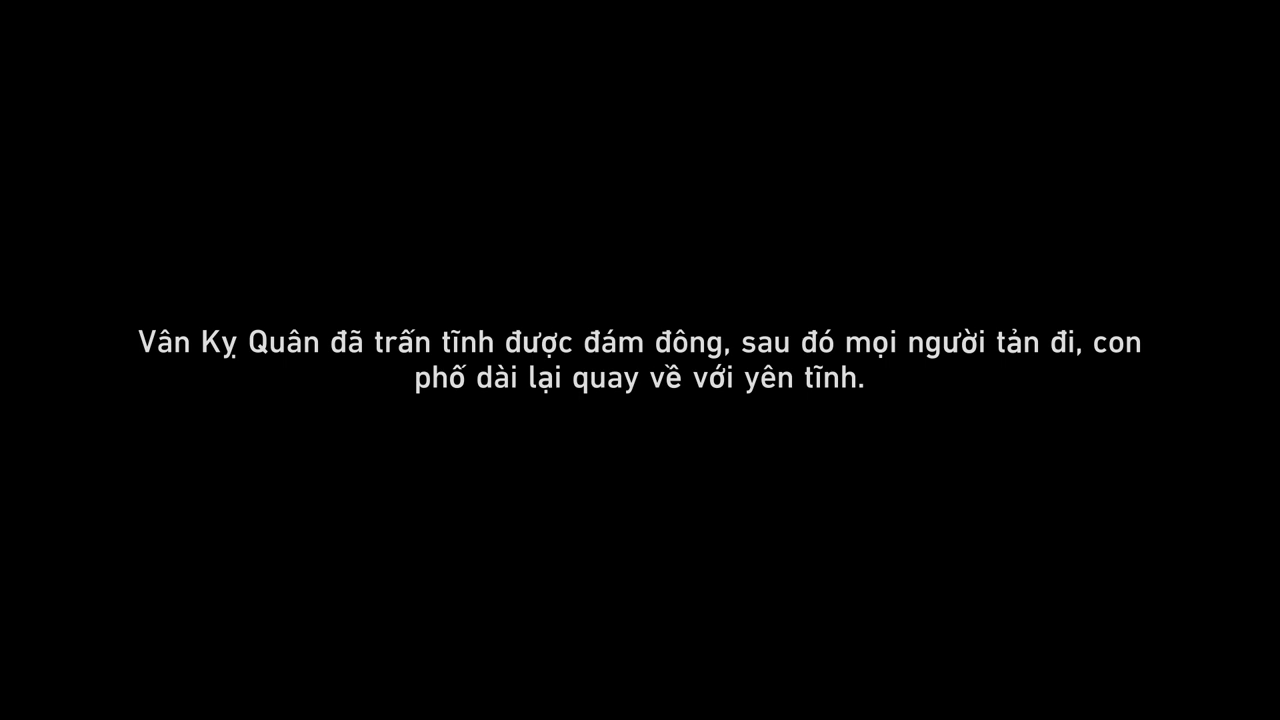 Vân Kỵ Quân đã trấn tĩnh được đám đông, sau đó mọi người tản đi, con
phố dài lại quay về với yên tĩnh.